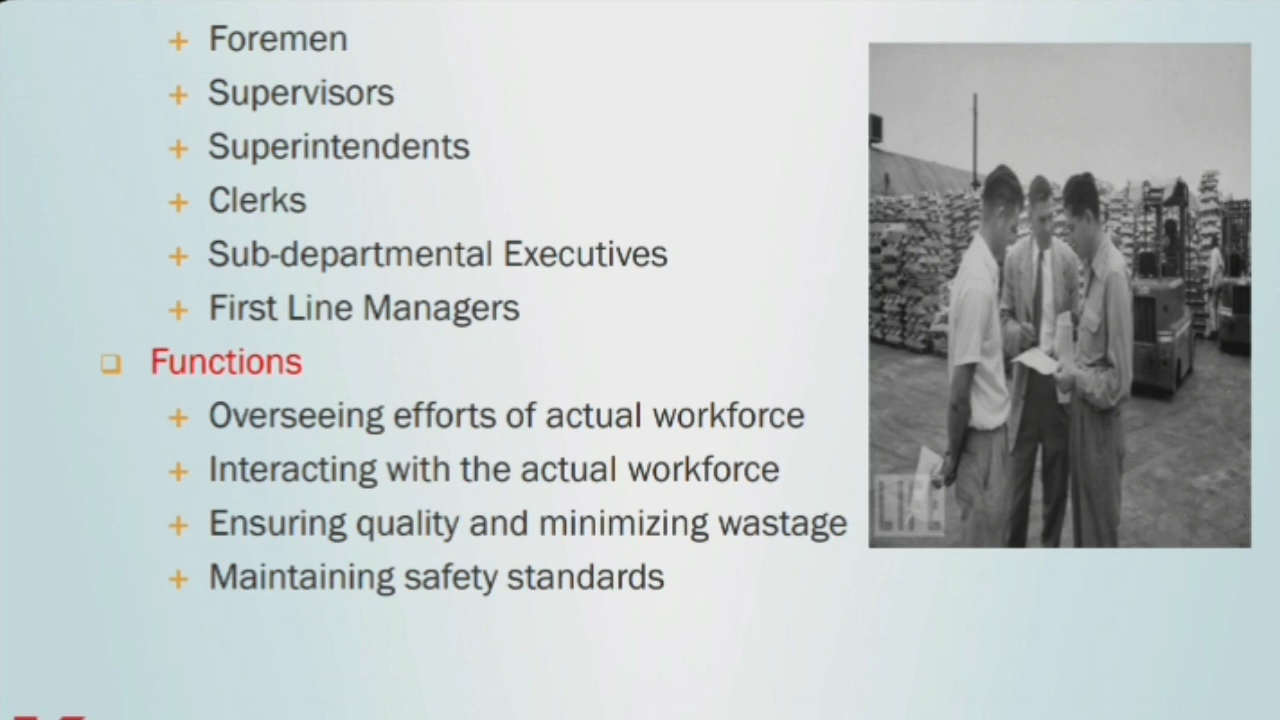 + Foremen
+ Supervisors
+ Superintendents
+ Clerks
+ Sub-departmental Executives
+ First Line Managers
❑ Functions
+ Overseeing efforts of actual workforce
+ Interacting with the actual workforce
+ Ensuring quality and minimizing wastage
+ Maintaining safety standards
LIFE